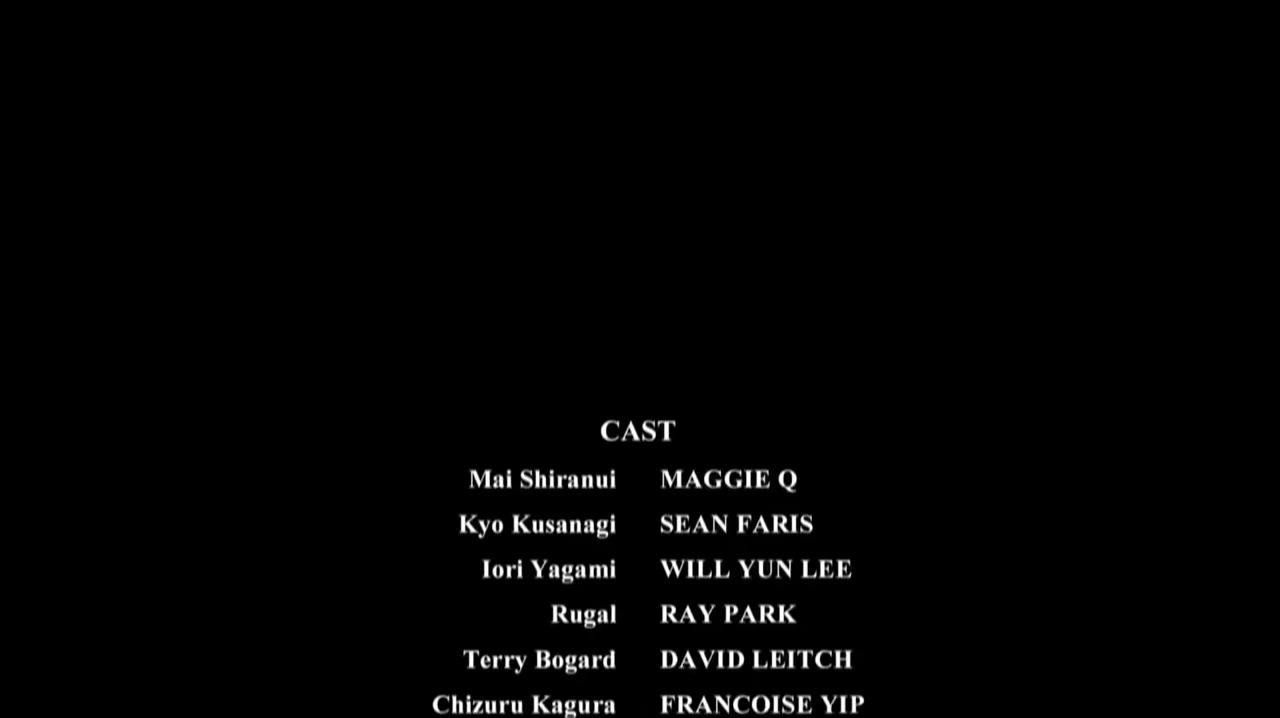 CAST
Mai Shiranui MAGGIE Q
Kyo Kusanagi SEAN FARIS
Iori Yagami WILL YUN LEE
Rugal RAY PARK
Terry Bogard DAVID LEITCH
Chizuru Kagura FRANCOISE YIP